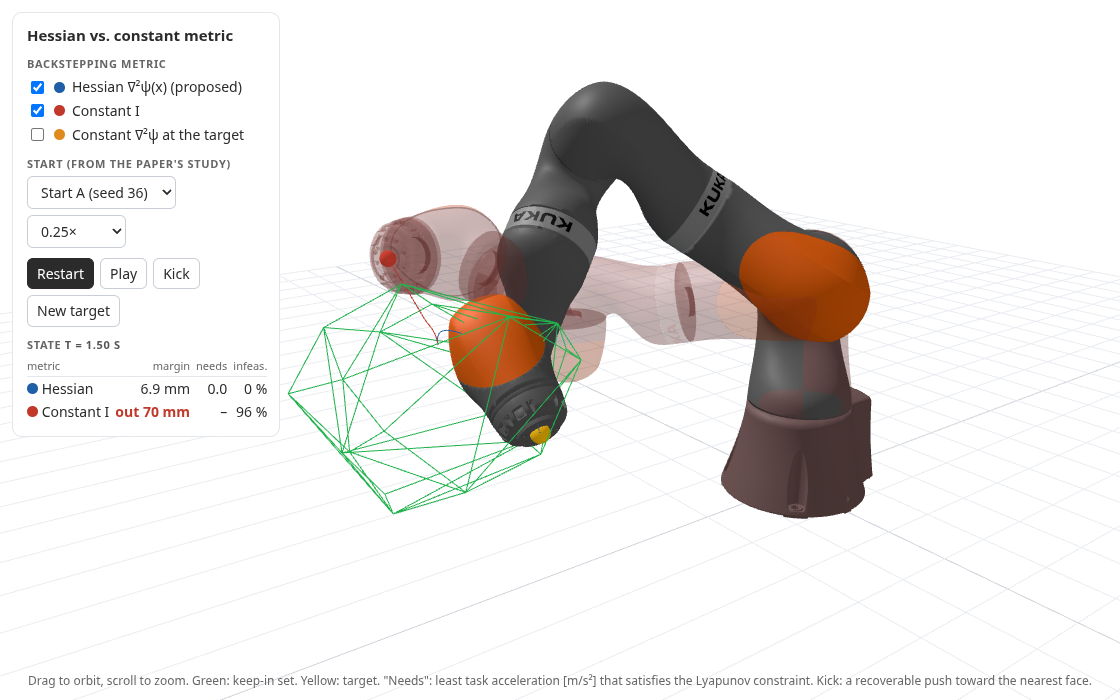 Hessian vs. constant metric
BACKSTEPPING METRIC
Hessian ∇²ψ(x) (proposed)
Constant I
Constant ∇²ψ at the target
START (FROM THE PAPER'S STUDY)
Start A (seed 36)
0.25×
Restart Play Kick
New target
STATE T = 1.50 S
metric margin needs infeas.
Hessian 6.9 mm 0.0 0 %
Constant I out 70 mm – 96 %
KUKA
KUKA
Drag to orbit, scroll to zoom. Green: keep-in set. Yellow: target. "Needs": least task acceleration [m/s²] that satisfies the Lyapunov constraint. Kick: a recoverable push toward the nearest face.